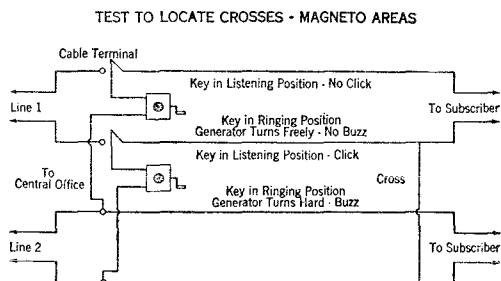 TEST TO LOCATE CROSSES - MAGNETO AREAS
Cable Terminal
Key in Listening Position - No Click
Line 1
To Subscriber
Key in Ringing Position
Generator Turns Freely - No Buzz
Key in Listening Position - Click
To
Central Office
Cross
Key in Ringing Position
Generator Turns Hard - Buzz
Line 2
To Subscriber